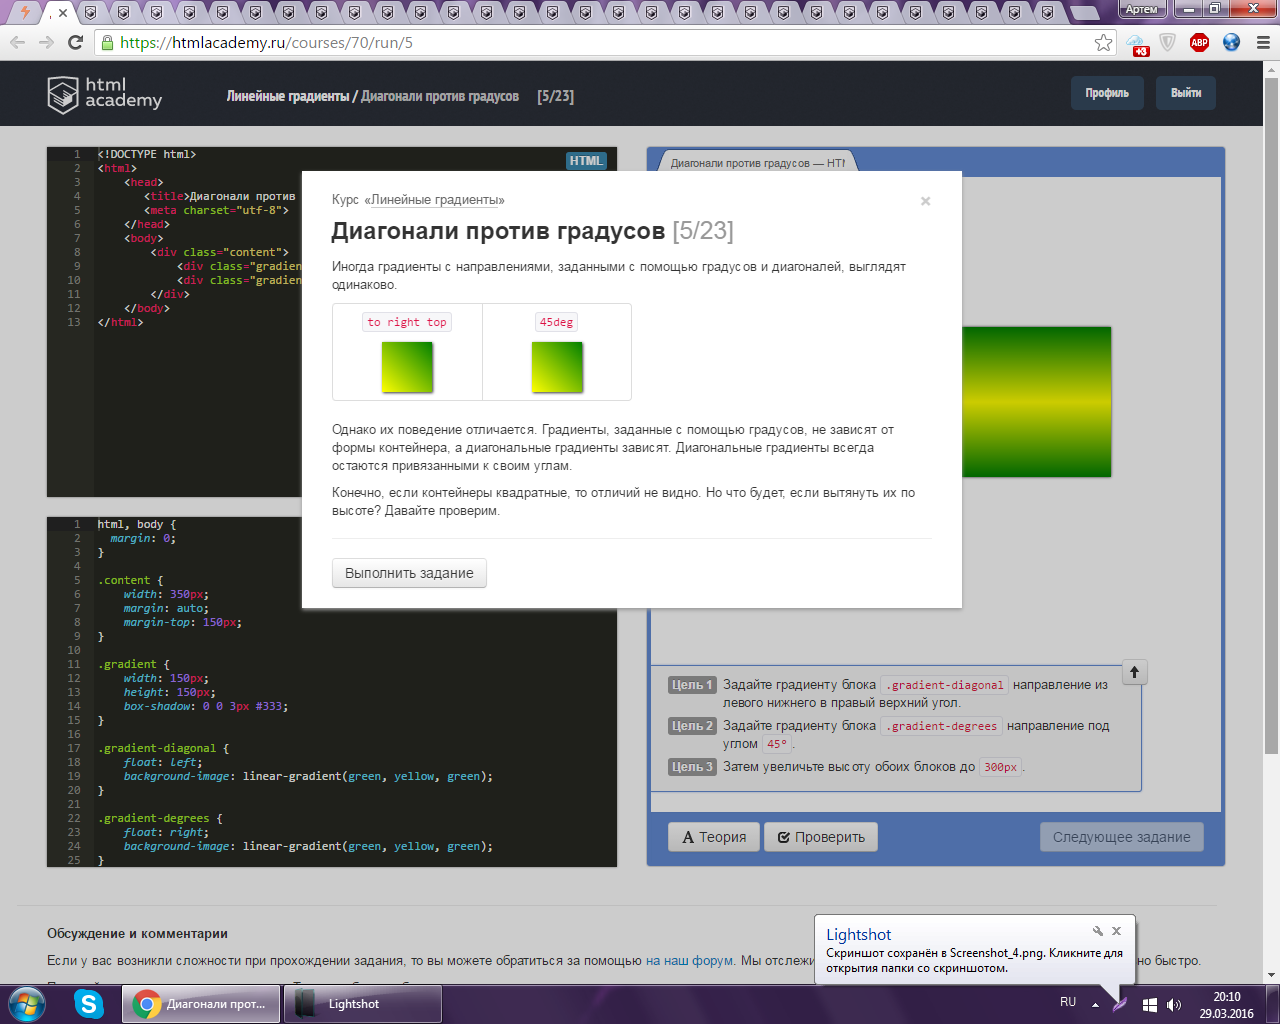 Артем
https://htmlacademy.ru/courses/70/run/5
+3
ABP
html
academy
Линейные градиенты / Диагонали против градусов [5/23]
Профиль
Выйти
HTML
1 <!DOCTYPE html>
2 <html>
3 <head>
4 <title>Диагонали против
5 <meta charset="utf-8">
6 </head>
7 <body>
8 <div class="content">
9 <div class="gradien
10 <div class="gradien
11 </div>
12 </body>
13 </html>
Диагонали против градусов — HTM
Курс «Линейные градиенты»
Диагонали против градусов [5/23]
Иногда градиенты с направлениями, заданными с помощью градусов и диагоналей, выглядят
одинаково.
to right top
45deg
Однако их поведение отличается. Градиенты, заданные с помощью градусов, не зависят от
формы контейнера, а диагональные градиенты зависят. Диагональные градиенты всегда
остаются привязанными к своим углам.
Конечно, если контейнеры квадратные, то отличий не видно. Но что будет, если вытянуть их по
высоте? Давайте проверим.
Выполнить задание
1 html, body {
2 margin: 0;
3 }
4
5 .content {
6 width: 350px;
7 margin: auto;
8 margin-top: 150px;
9 }
10
11 .gradient {
12 width: 150px;
13 height: 150px;
14 box-shadow: 0 0 3px #333;
15 }
16
17 .gradient-diagonal {
18 float: left;
19 background-image: linear-gradient(green, yellow, green);
20 }
21
22 .gradient-degrees {
23 float: right;
24 background-image: linear-gradient(green, yellow, green);
25 }
Цель 1 Задайте градиенту блока .gradient-diagonal направление из
левого нижнего в правый верхний угол.
Цель 2 Задайте градиенту блока .gradient-degrees направление под
углом 45° .
Цель 3 Затем увеличьте высоту обоих блоков до 300px .
Теория
Проверить
Следующее задание
Обсуждение и комментарии
Если у вас возникли сложности при прохождении задания, то вы можете обратиться за помощью на наш форум. Мы отслежи
но быстро.
Lightshot
Скриншот сохранён в Screenshot_4.png. Кликните для
открытия папки со скриншотом.
Диагонали прот...
Lightshot
RU
20:10
29.03.2016